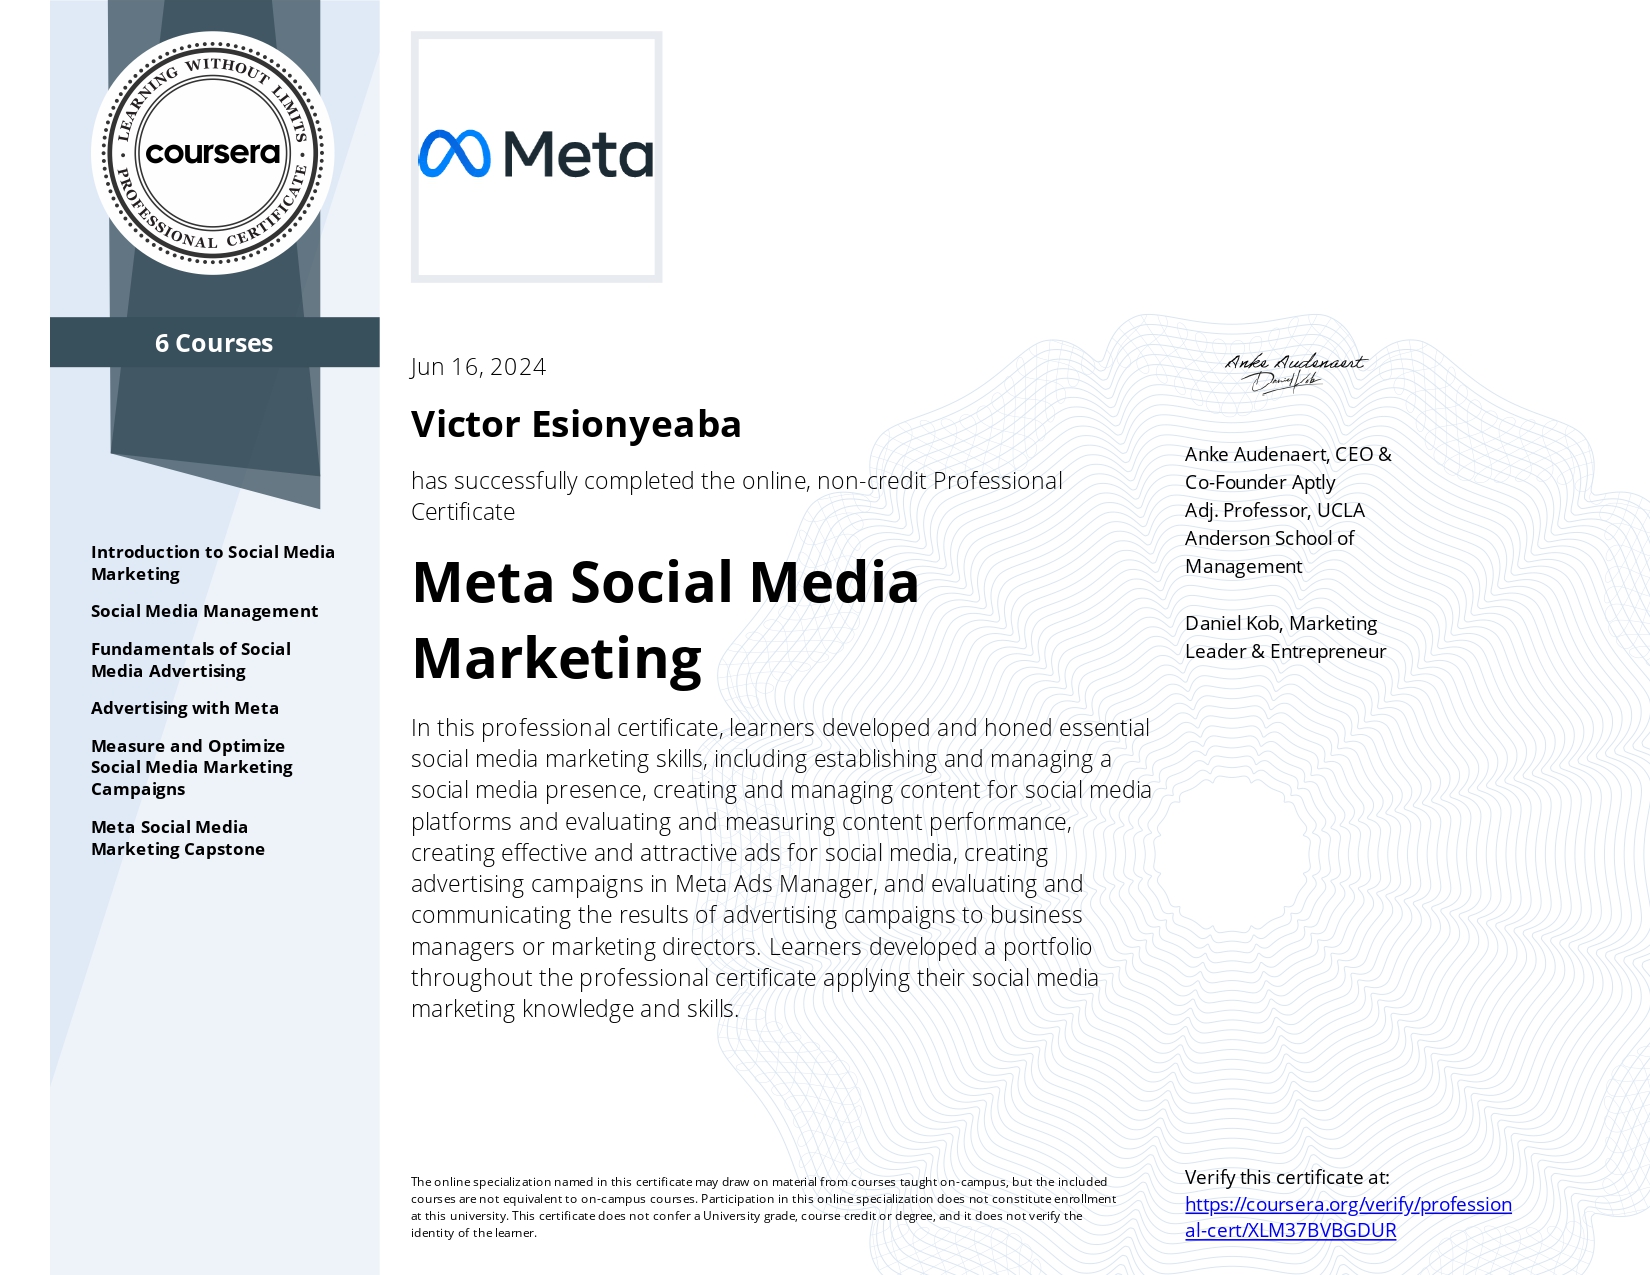 LEARNING WITHOUT LIMITS
coursera
PROFESSIONAL CERTIFICATE
6 Courses
Introduction to Social Media
Marketing
Social Media Management
Fundamentals of Social
Media Advertising
Advertising with Meta
Measure and Optimize
Social Media Marketing
Campaigns
Meta Social Media
Marketing Capstone
Meta
Jun 16, 2024
Victor Esionyeaba
has successfully completed the online, non-credit Professional
Certificate
Meta Social Media
Marketing
In this professional certificate, learners developed and honed essential
social media marketing skills, including establishing and managing a
social media presence, creating and managing content for social media
platforms and evaluating and measuring content performance,
creating effective and attractive ads for social media, creating
advertising campaigns in Meta Ads Manager, and evaluating and
communicating the results of advertising campaigns to business
managers or marketing directors. Learners developed a portfolio
throughout the professional certificate applying their social media
marketing knowledge and skills.
The online specialization named in this certificate may draw on material from courses taught on-campus, but the included
courses are not equivalent to on-campus courses. Participation in this online specialization does not constitute enrollment
at this university. This certificate does not confer a University grade, course credit or degree, and it does not verify the
identity of the learner.
Anke Audenaert
Daniel Kob
Anke Audenaert, CEO &
Co-Founder Aptly
Adj. Professor, UCLA
Anderson School of
Management
Daniel Kob, Marketing
Leader & Entrepreneur
Verify this certificate at:
https://coursera.org/verify/profession
al-cert/XLM37BVBGDUR